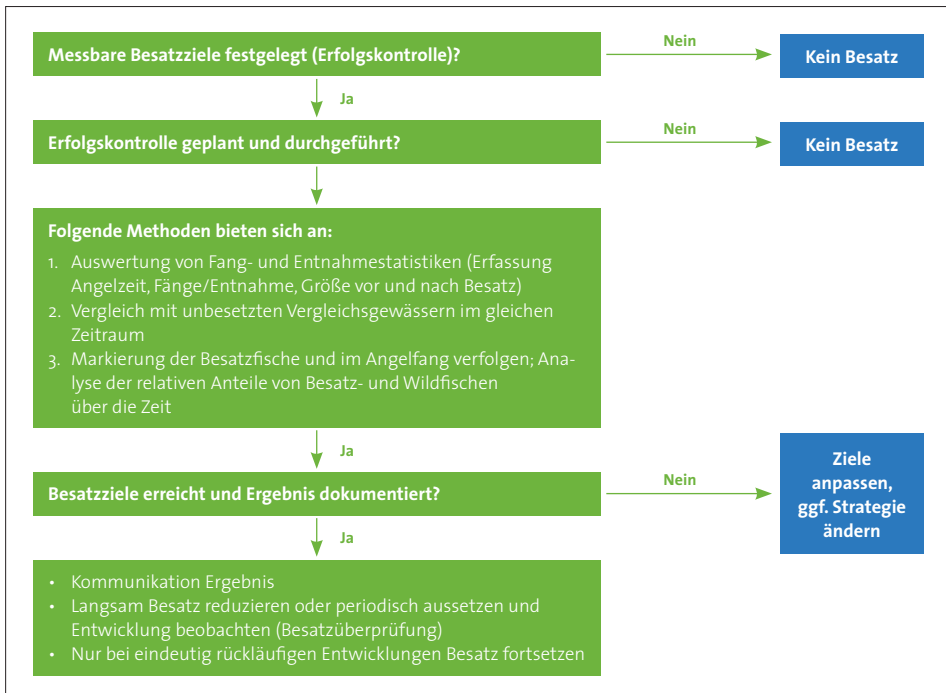 Messbare Besatzziele festgelegt (Erfolgskontrolle)?
Nein
Kein Besatz
Ja
Erfolgskontrolle geplant und durchgeführt?
Nein
Kein Besatz
Folgende Methoden bieten sich an:
1. Auswertung von Fang- und Entnahmestatistiken (Erfassung
Angelzeit, Fänge/Entnahme, Größe vor und nach Besatz)
2. Vergleich mit unbesetzten Vergleichsgewässern im gleichen
Zeitraum
3. Markierung der Besatzfische und im Angelfang verfolgen; Ana-
lyse der relativen Anteile von Besatz- und Wildfischen
über die Zeit
Ja
Besatzziele erreicht und Ergebnis dokumentiert?
Nein
Ziele
anpassen,
ggf. Strategie
ändern
Ja
• Kommunikation Ergebnis
• Langsam Besatz reduzieren oder periodisch aussetzen und
Entwicklung beobachten (Besatzüberprüfung)
• Nur bei eindeutig rückläufigen Entwicklungen Besatz fortsetzen